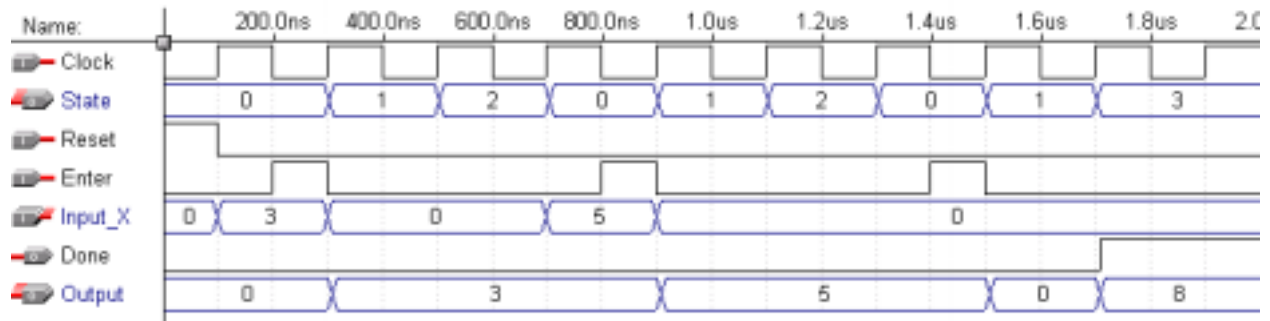 Name: 200.0ns 400.0ns 600.0ns 800.0ns 1.0us 1.2us 1.4us 1.6us 1.8us 2.0
Clock
State 0 1 2 0 1 2 0 1 3
Reset
Enter
Input_X 0 3 0 5 0
Done
Output 0 3 5 0 8